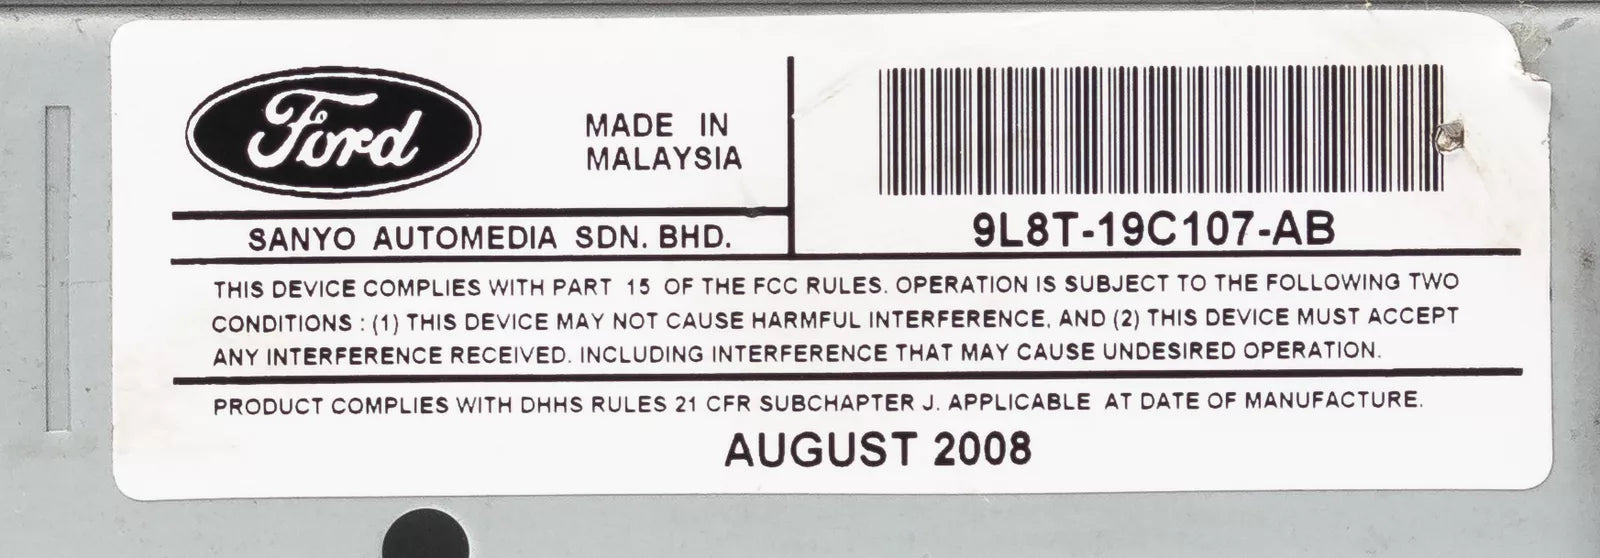 Ford
MADE IN
MALAYSIA
SANYO AUTOMEDIA SDN. BHD.
9L8T-19C107-AB
THIS DEVICE COMPLIES WITH PART 15 OF THE FCC RULES. OPERATION IS SUBJECT TO THE FOLLOWING TWO
CONDITIONS : (1) THIS DEVICE MAY NOT CAUSE HARMFUL INTERFERENCE, AND (2) THIS DEVICE MUST ACCEPT
ANY INTERFERENCE RECEIVED. INCLUDING INTERFERENCE THAT MAY CAUSE UNDESIRED OPERATION.
PRODUCT COMPLIES WITH DHHS RULES 21 CFR SUBCHAPTER J. APPLICABLE AT DATE OF MANUFACTURE.
AUGUST 2008